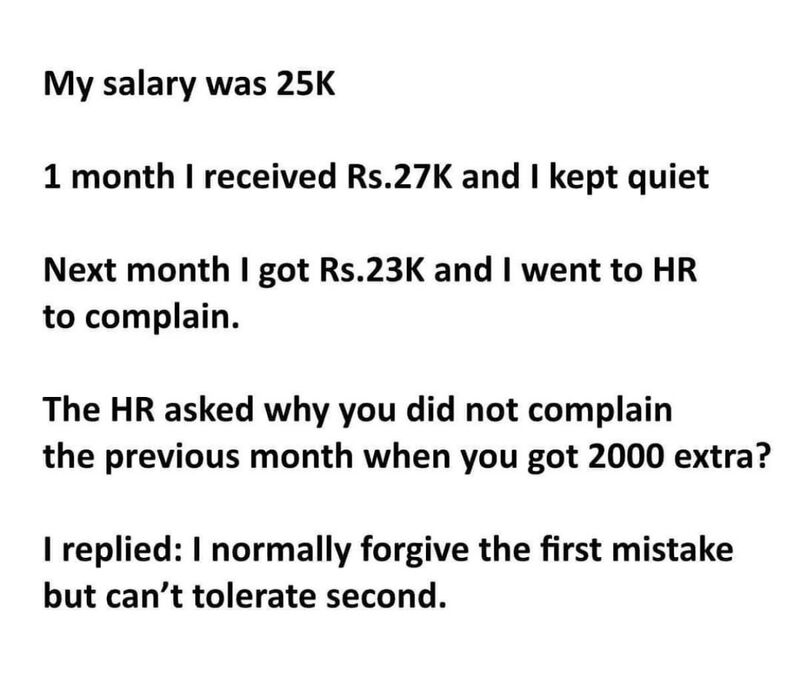 My salary was 25K
1 month I received Rs.27K and I kept quiet
Next month I got Rs.23K and I went to HR
to complain.
The HR asked why you did not complain
the previous month when you got 2000 extra?
I replied: I normally forgive the first mistake
but can’t tolerate second.